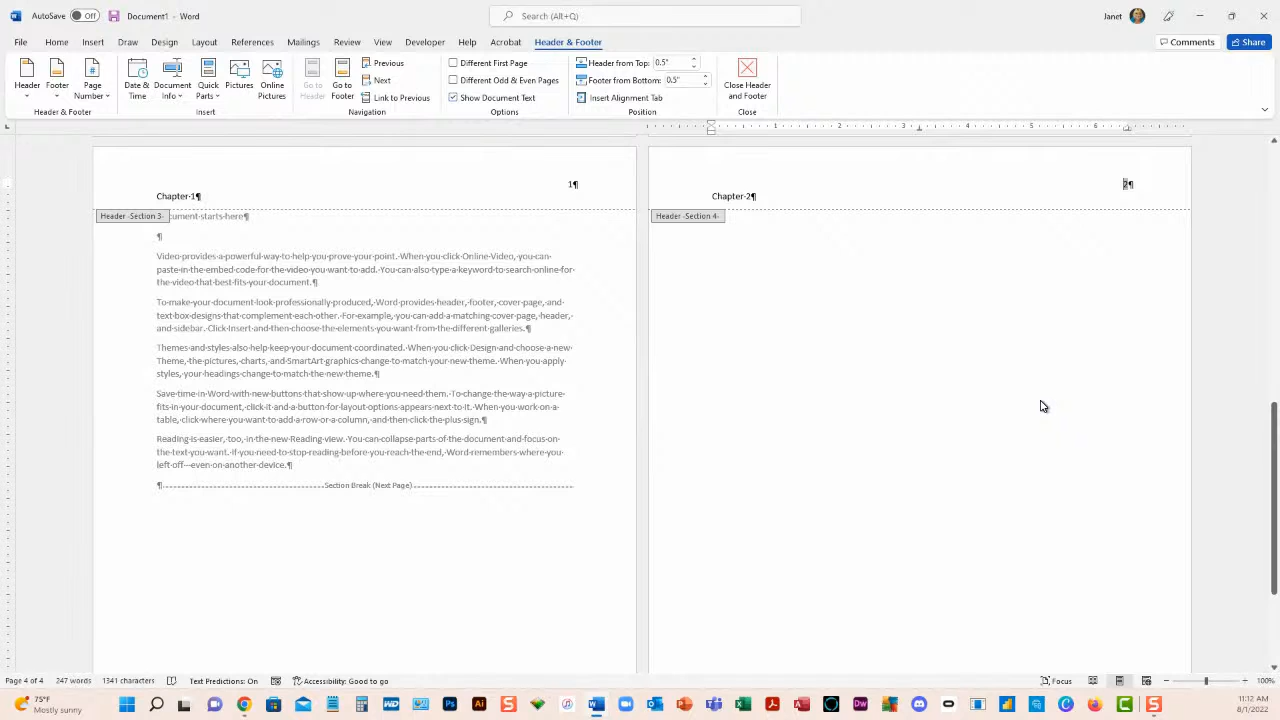 AutoSave Off Document1 - Word Search (Alt+Q) Janet
File Home Insert Draw Design Layout References Mailings Review View Developer Help Acrobat Header & Footer Comments Share
Header Footer Page Number
Header & Footer
Date & Time Document Info Quick Parts Pictures Online Pictures
Insert
Go to Header Go to Footer Previous
Next
Link to Previous
Navigation
Different First Page
Different Odd & Even Pages
Show Document Text
Options
Header from Top: 0.5"
Footer from Bottom: 0.5"
Insert Alignment Tab
Position
Close Header and Footer
Close
1 2 3 4 5 6
1¶
Chapter·1¶
Header -Section 3- cument·starts·here¶
¶
Video·provides·a·powerful·way·to·help·you·prove·your·point.·When·you·click·Online·Video,·you·can·
paste·in·the·embed·code·for·the·video·you·want·to·add.·You·can·also·type·a·keyword·to·search·online·for·
the·video·that·best·fits·your·document.¶
To·make·your·document·look·professionally·produced,·Word·provides·header,·footer,·cover·page,·and·
text·box·designs·that·complement·each·other.·For·example,·you·can·add·a·matching·cover·page,·header,·
and·sidebar.·Click·Insert·and·then·choose·the·elements·you·want·from·the·different·galleries.¶
Themes·and·styles·also·help·keep·your·document·coordinated.·When·you·click·Design·and·choose·a·new·
Theme,·the·pictures,·charts,·and·SmartArt·graphics·change·to·match·your·new·theme.·When·you·apply·
styles,·your·headings·change·to·match·the·new·theme.¶
Save·time·in·Word·with·new·buttons·that·show·up·where·you·need·them.·To·change·the·way·a·picture·
fits·in·your·document,·click·it·and·a·button·for·layout·options·appears·next·to·it.·When·you·work·on·a·
table,·click·where·you·want·to·add·a·row·or·a·column,·and·then·click·the·plus·sign.¶
Reading·is·easier,·too,·in·the·new·Reading·view.·You·can·collapse·parts·of·the·document·and·focus·on·
the·text·you·want.·If·you·need·to·stop·reading·before·you·reach·the·end,·Word·remembers·where·you·
left·off·-·even·on·another·device.¶
¶ Section Break (Next Page)
2¶
Chapter·2¶
Header -Section 4-
Page 4 of 4 247 words 1341 characters Text Predictions: On Accessibility: Good to go Focus 100%
75°F
Mostly sunny
11:12 AM
8/1/2022